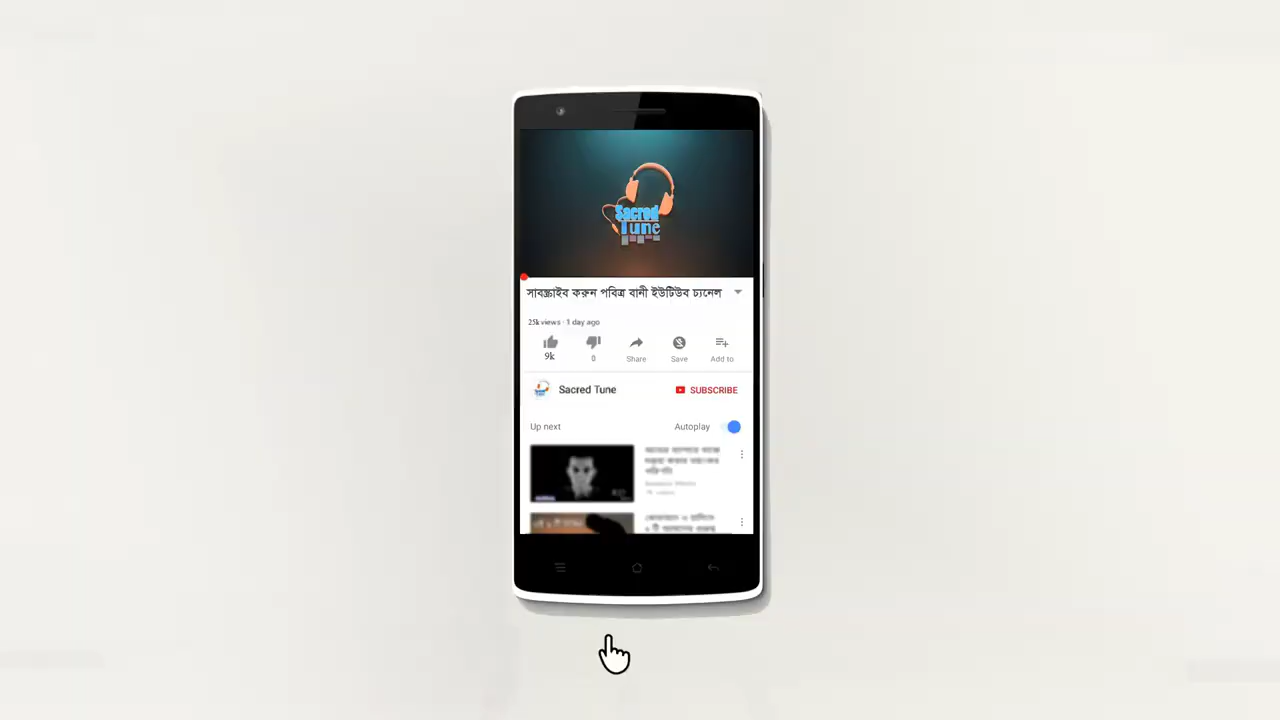 Sacred
Tune
সাবস্ক্রাইব করুন পবিত্র বানী ইউটিউব চ্যনেল
25k views · 1 day ago
9k
0
Share
Save
Add to
Sacred Tune
SUBSCRIBE
Up next
Autoplay